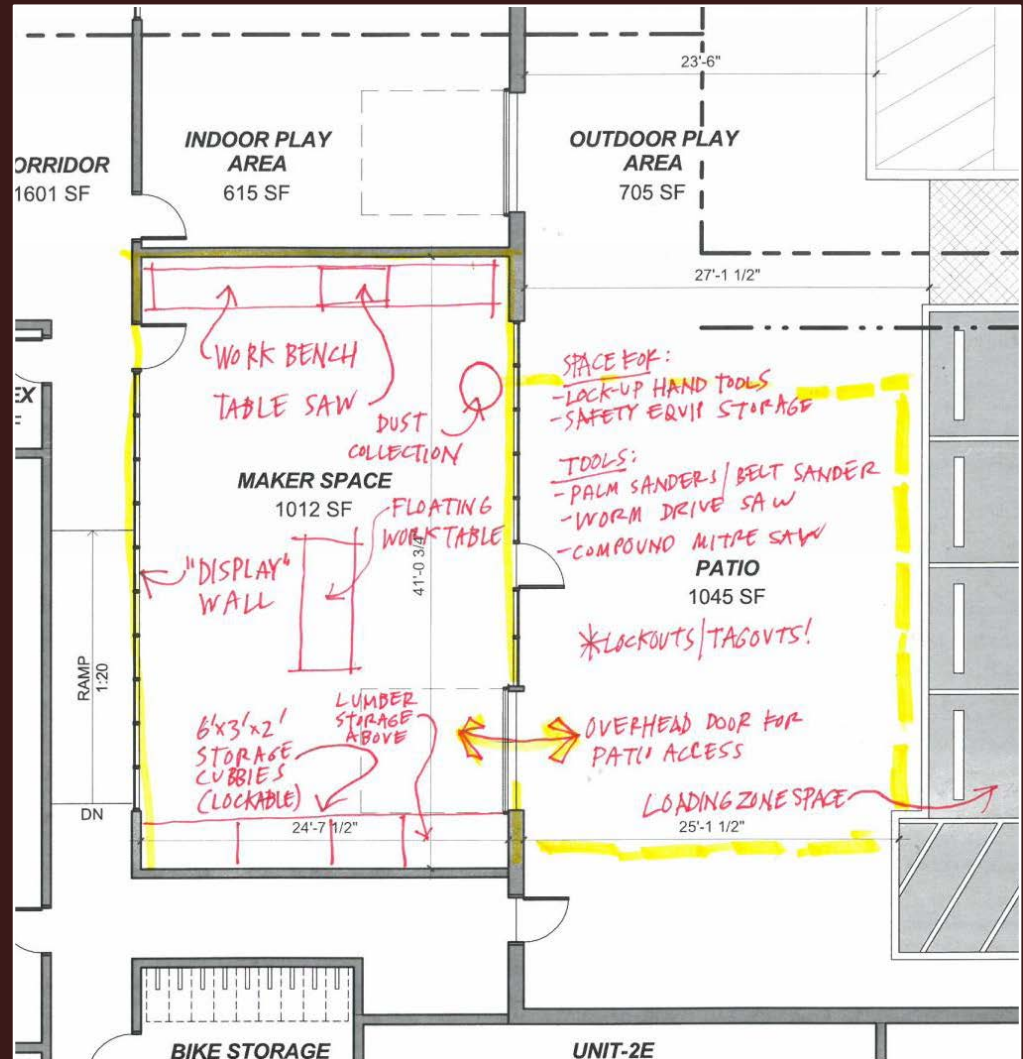 23'-6"
INDOOR PLAY
AREA
615 SF
OUTDOOR PLAY
AREA
705 SF
ORRIDOR
1601 SF
27'-1 1/2"
WORK BENCH
TABLE SAW
DUST
COLLECTION
SPACE FOR:
-LOCK-UP HAND TOOLS
-SAFETY EQUIP STORAGE
EX
MAKER SPACE
1012 SF
FLOATING
WORKTABLE
41'-0 3/4"
TOOLS:
-PALM SANDERS/BELT SANDER
-WORM DRIVE SAW
-COMPOUND MITRE SAW
PATIO
1045 SF
"DISPLAY"
WALL
*LOCKOUTS/TAGOUTS!
RAMP
1:20
DN
LUMBER
STORAGE
ABOVE
6'x3'x2'
STORAGE
CUBBIES
(LOCKABLE)
OVERHEAD DOOR FOR
PATIO ACCESS
LOADING ZONE SPACE
24'-7 1/2"
25'-1 1/2"
BIKE STORAGE
UNIT-2E